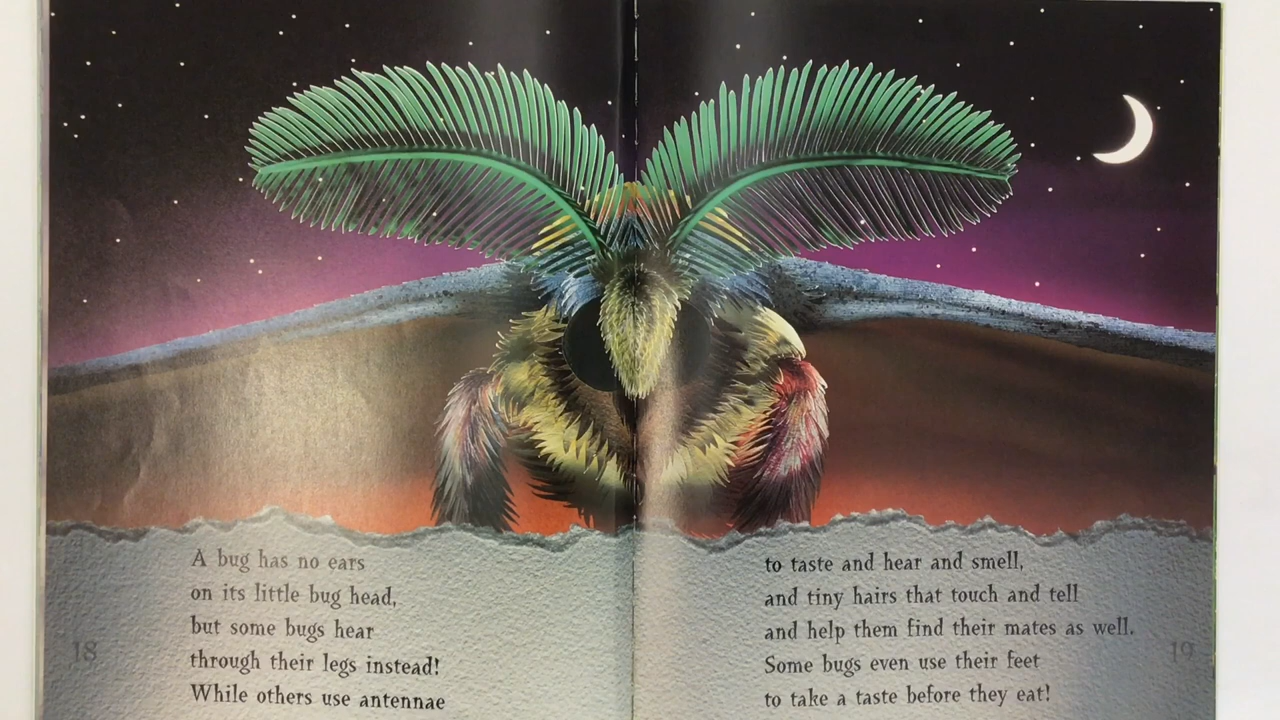 A bug has no ears
on its little bug head,
but some bugs hear
through their legs instead!
While others use antennae
18
to taste and hear and smell,
and tiny hairs that touch and tell
and help them find their mates as well.
Some bugs even use their feet
to take a taste before they eat!
19